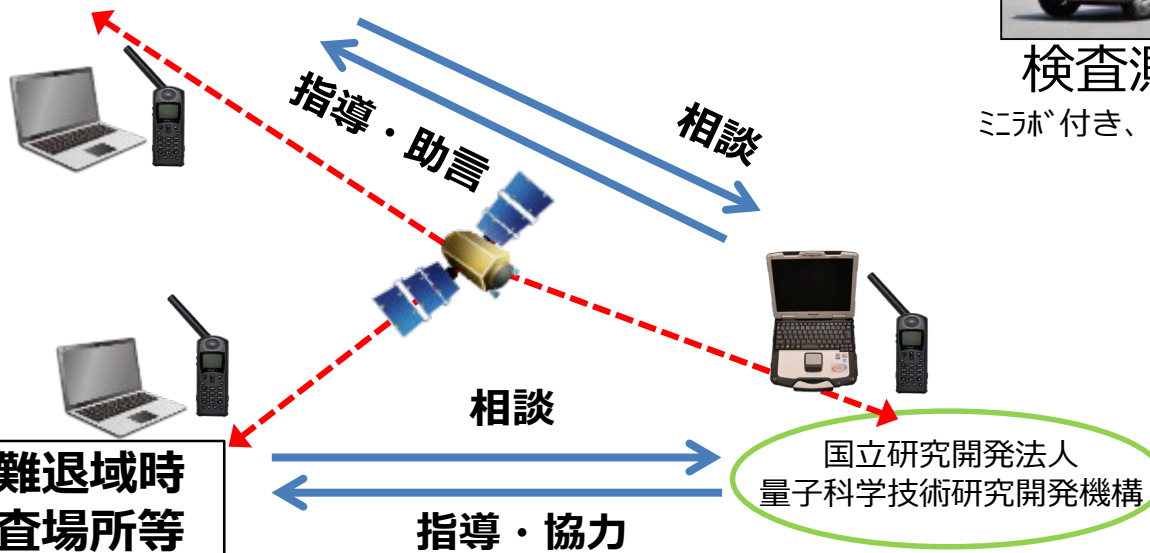 検査測
ﾐﾆﾗﾎﾞ付き、
指導・助言
相談
相談
難退域時
査場所等
国立研究開発法人
量子科学技術研究開発機構
指導・協力